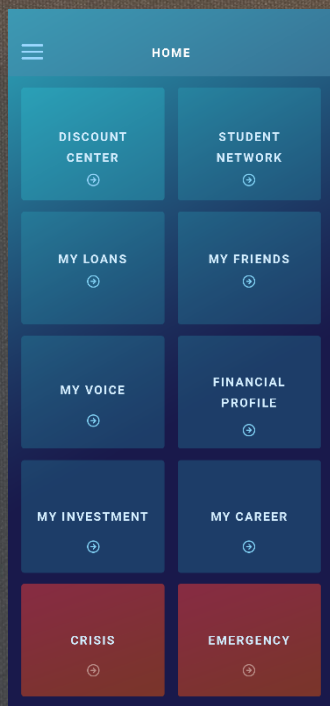 HOME
DISCOUNT
CENTER
STUDENT
NETWORK
MY LOANS
MY FRIENDS
MY VOICE
FINANCIAL
PROFILE
MY INVESTMENT
MY CAREER
CRISIS
EMERGENCY